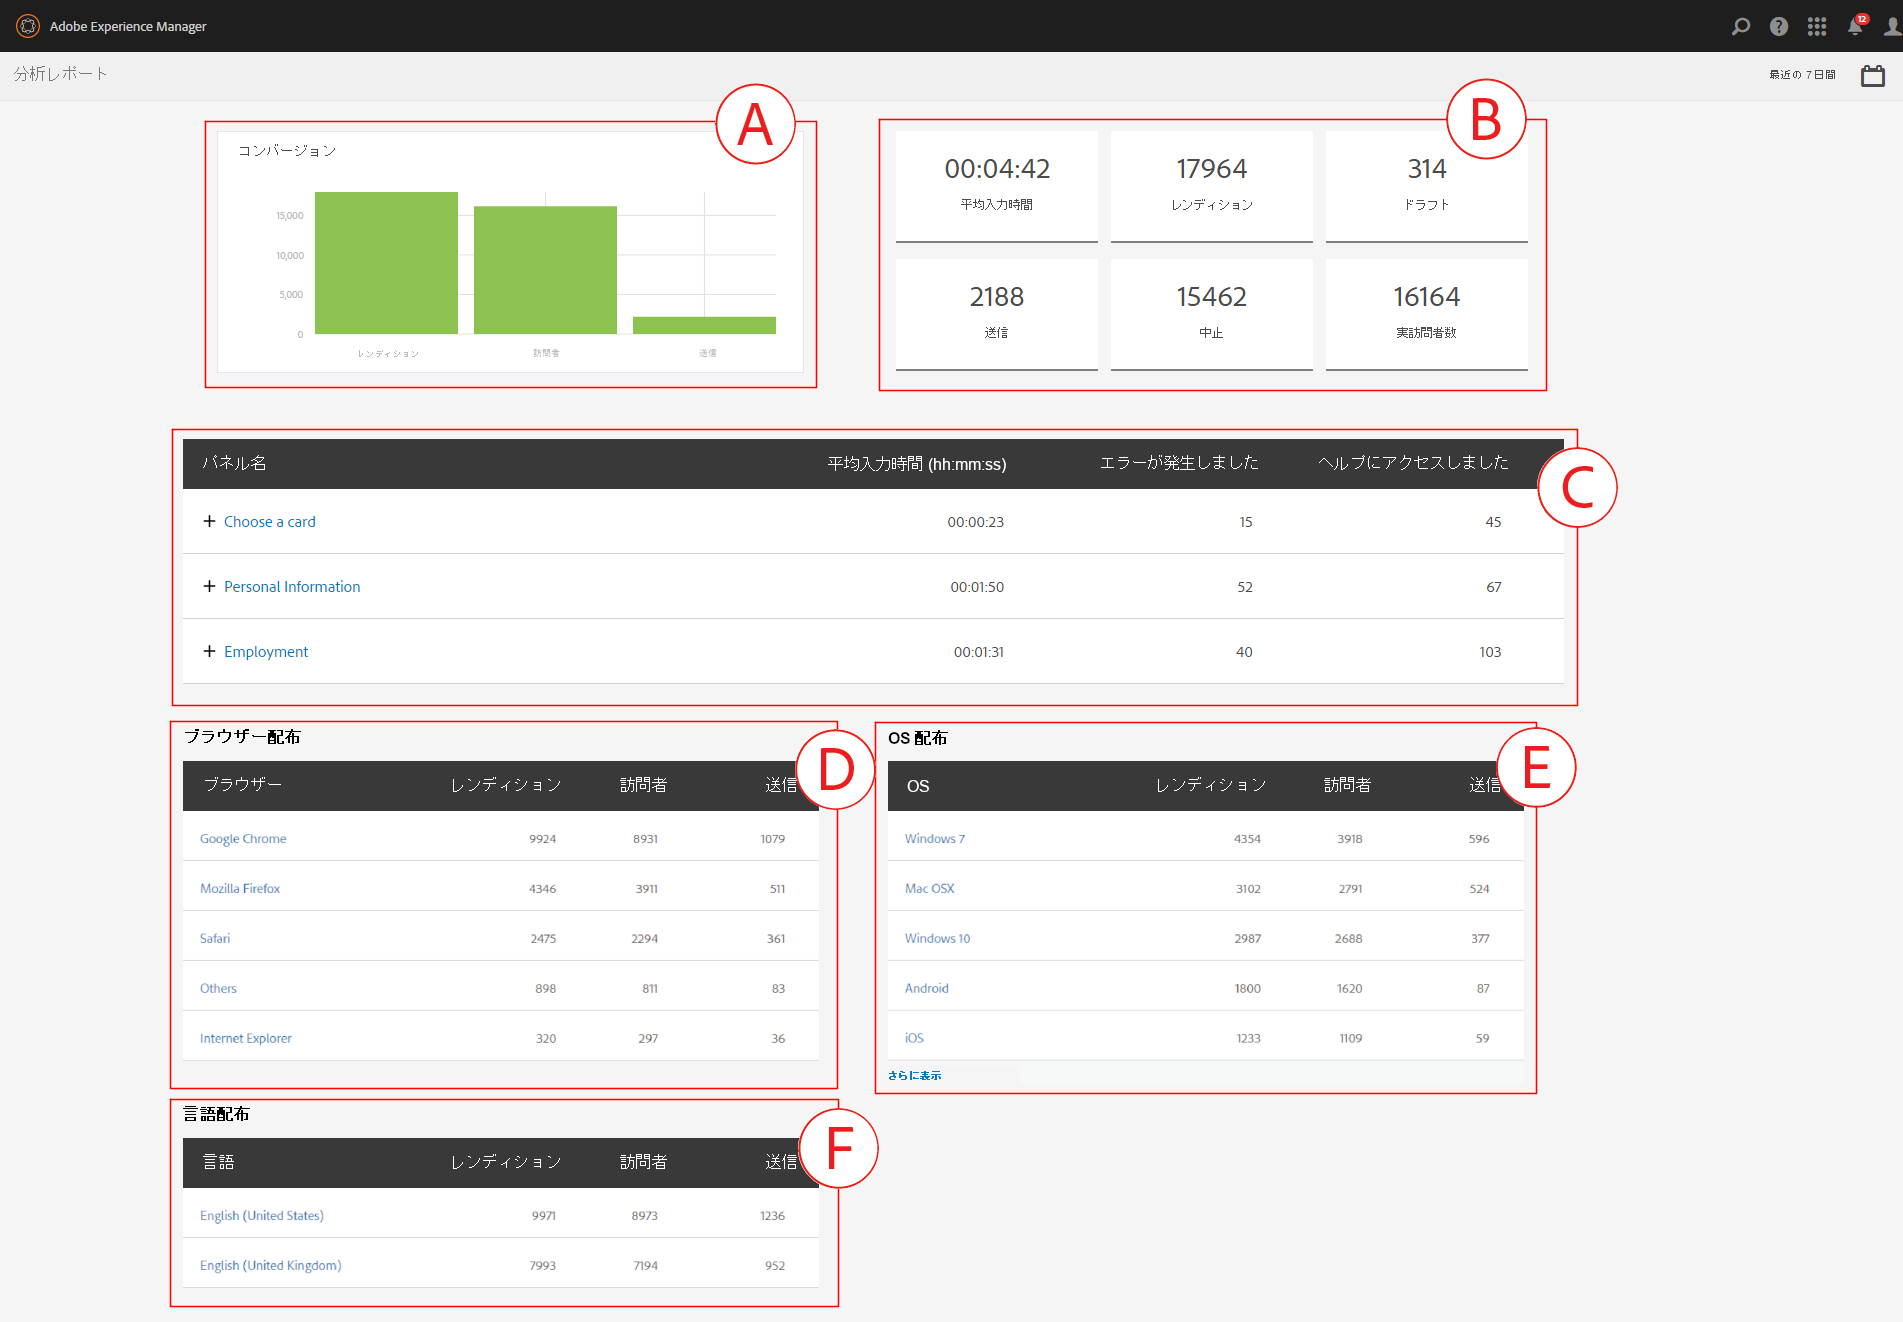 Adobe Experience Manager
12
分析レポート
最近の 7日間
A
コンバージョン
15,000
10,000
5,000
0
レンディション 訪問者 送信
B
00:04:42 17964 314
平均入力時間 レンディション ドラフト
2188 15462 16164
送信 中止 実訪問者数
C
パネル名 平均入力時間 (hh:mm:ss) エラーが発生しました ヘルプにアクセスしました
+ Choose a card 00:00:23 15 45
+ Personal Information 00:01:50 52 67
+ Employment 00:01:31 40 103
ブラウザー配布
D
ブラウザー レンディション 訪問者 送信
Google Chrome 9924 8931 1079
Mozilla Firefox 4346 3911 511
Safari 2475 2294 361
Others 898 811 83
Internet Explorer 320 297 36
OS 配布
E
OS レンディション 訪問者 送信
Windows 7 4354 3918 596
Mac OSX 3102 2791 524
Windows 10 2987 2688 377
Android 1800 1620 87
iOS 1233 1109 59
さらに表示
言語配布
F
言語 レンディション 訪問者 送信
English (United States) 9971 8973 1236
English (United Kingdom) 7993 7194 952